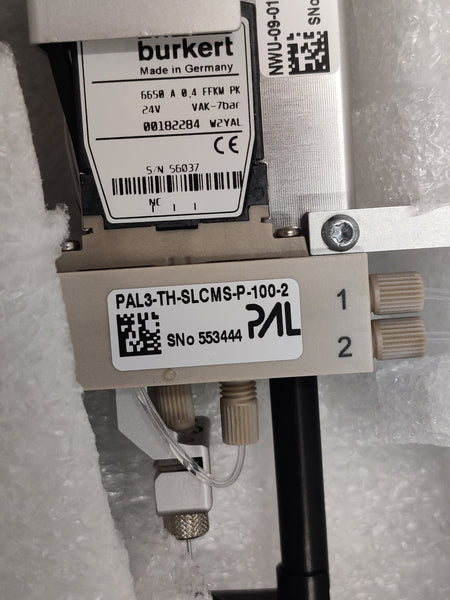 burkert
Made in Germany
6650 A 0,4 FFKM PK
24V VAK-7bar
00182284 W2YAL
CE
S/N 56037
NC
NWU-09-01
SNo
PAL3-TH-SLCMS-P-100-2
SNo 553444 PAL
1
2